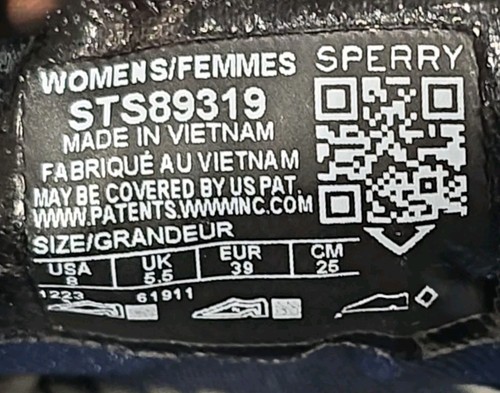 SPERRY
WOMENS/FEMMES
STS89319
MADE IN VIETNAM
FABRIQUÉ AU VIETNAM
MAY BE COVERED BY US PAT.
WWW.PATENTS.WWWINC.COM
SIZE/GRANDEUR
USA UK EUR CM
8 5.5 39 25
1223 61911